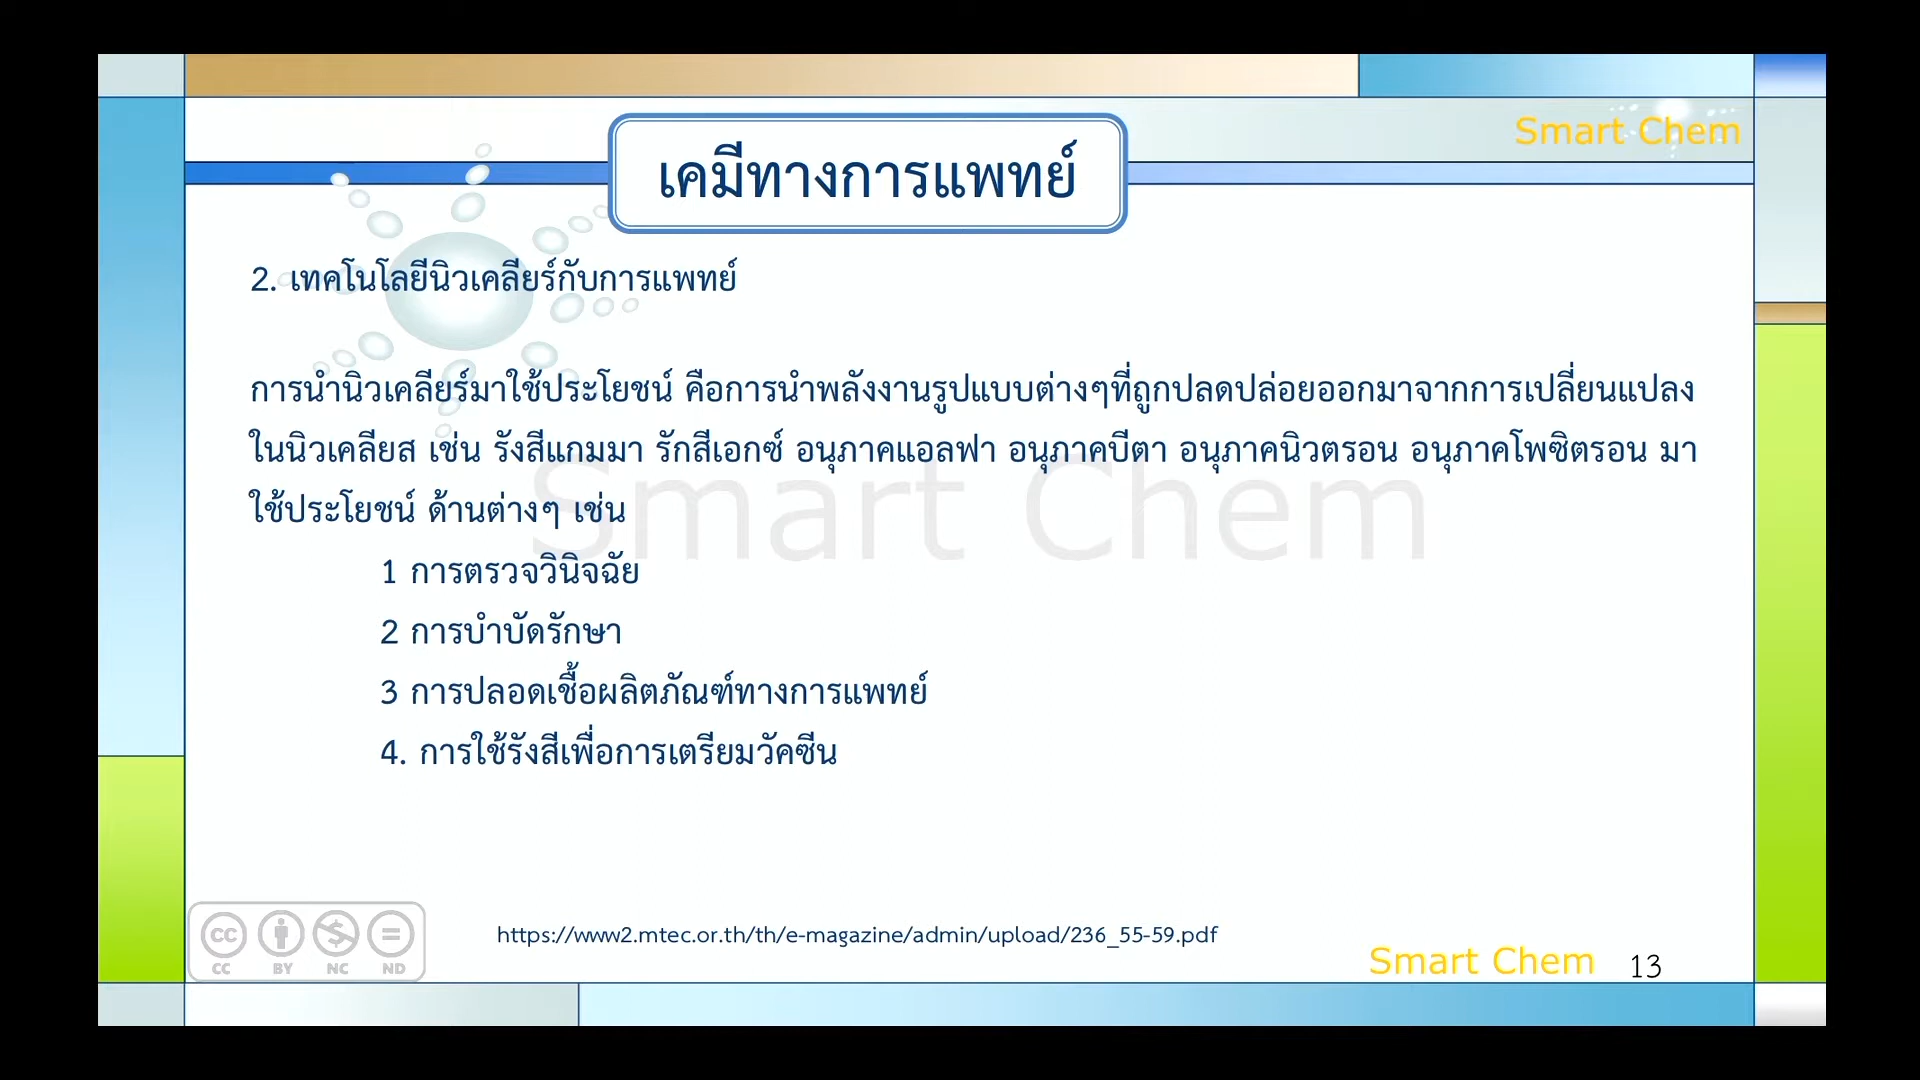 Smart Chem
เคมีทางการแพทย์
2. เทคโนโลยีนิวเคลียร์กับการแพทย์
การนำนิวเคลียร์มาใช้ประโยชน์ คือการนำพลังงานรูปแบบต่างๆที่ถูกปลดปล่อยออกมาจากการเปลี่ยนแปลง
ในนิวเคลียส เช่น รังสีแกมมา รักสีเอกซ์ อนุภาคแอลฟา อนุภาคบีตา อนุภาคนิวตรอน อนุภาคโพซิตรอน มา
ใช้ประโยชน์ ด้านต่างๆ เช่น
Smart Chem
1 การตรวจวินิจฉัย
2 การบำบัดรักษา
3 การปลอดเชื้อผลิตภัณฑ์ทางการแพทย์
4. การใช้รังสีเพื่อการเตรียมวัคซีน
https://www2.mtec.or.th/th/e-magazine/admin/upload/236_55-59.pdf
CC BY NC ND
Smart Chem 13